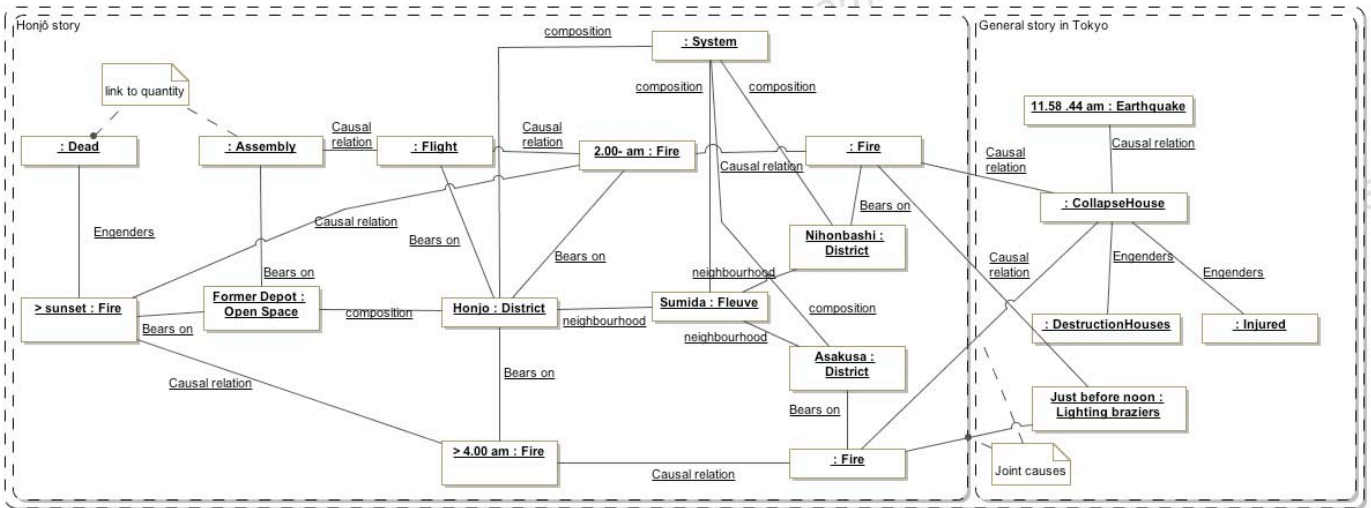 Honjô story
General story in Tokyo
composition
: System
link to quantity
composition
composition
11.58 .44 am : Earthquake
: Dead
: Assembly
Causal
relation
: Flight
Causal
relation
2.00- am : Fire
: Fire
Causal relation
Causal relation
Causal
relation
: CollapseHouse
Engenders
Causal relation
Bears on
Bears on
Nihonbashi :
District
Bears on
Bears on
neighbourhood
Causal
relation
Engenders
Engenders
> sunset : Fire
Former Depot :
Open Space
Honjo : District
Sumida : Fleuve
Bears on
composition
neighbourhood
composition
neighbourhood
: DestructionHouses
: Injured
Asakusa :
District
Causal relation
Bears on
Bears on
Just before noon :
Lighting braziers
> 4.00 am : Fire
Causal relation
: Fire
Joint causes